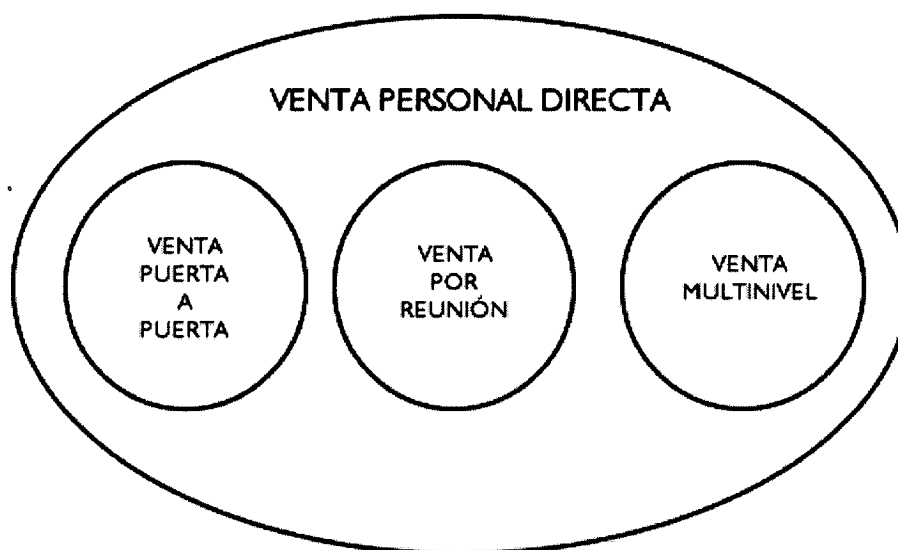 VENTA PERSONAL DIRECTA
VENTA
PUERTA
A
PUERTA
VENTA
POR
REUNIÓN
VENTA
MULTINIVEL